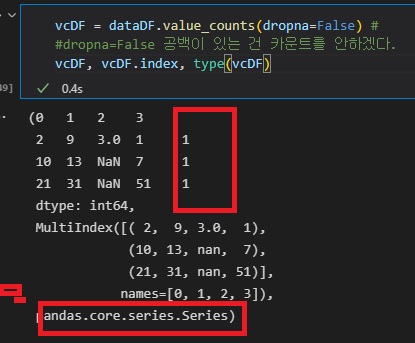 vcDF = dataDF.value_counts(dropna=False) #
#dropna=False 공백이 있는 건 카운트를 안하겠다.
vcDF, vcDF.index, type(vcDF)
49]
✓ 0.4s
(0   1   2    3
2   9   3.0  1    1
10  13  NaN  7    1
21  31  NaN  51   1
dtype: int64,
MultiIndex([( 2,  9, 3.0,  1),
(10, 13, nan,  7),
(21, 31, nan, 51)],
names=[0, 1, 2, 3]),
pandas.core.series.Series)